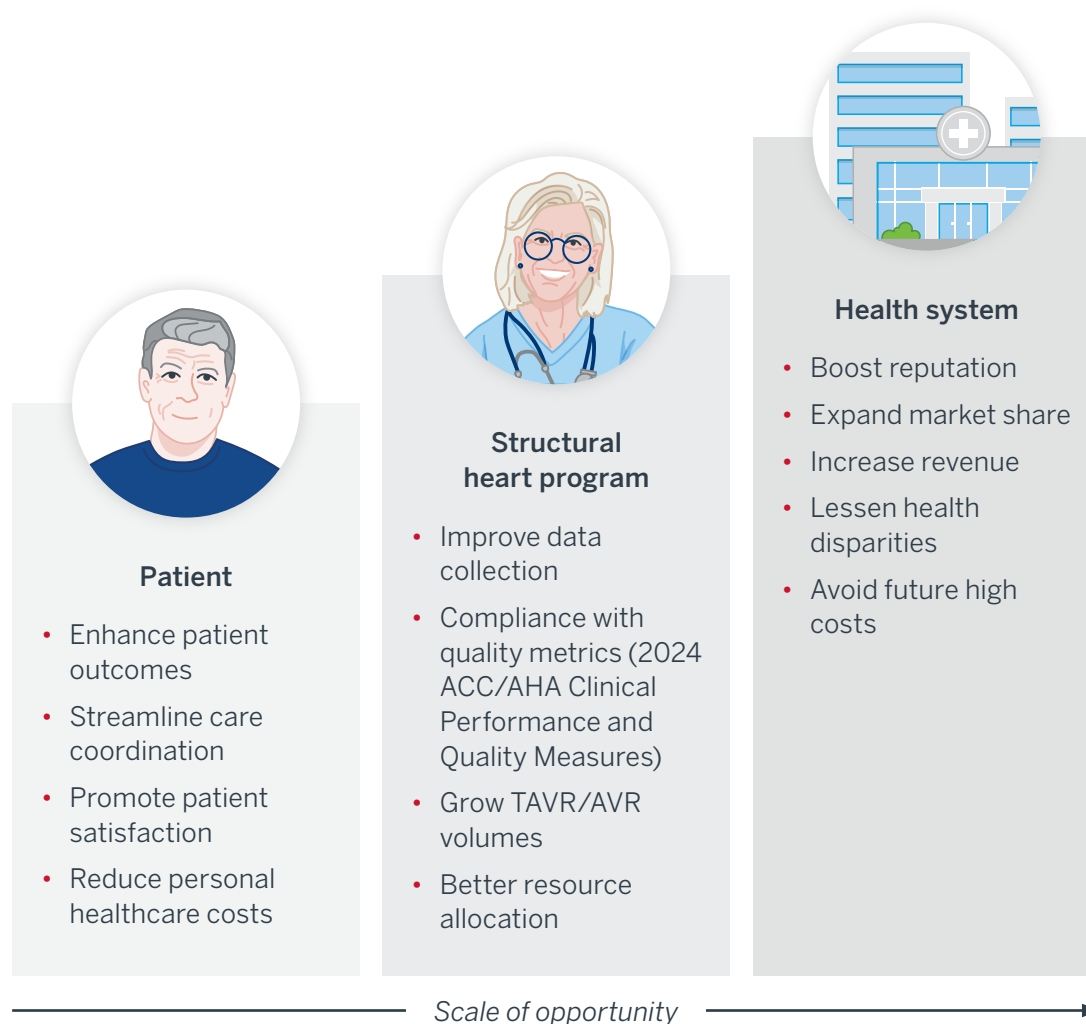 Patient
• Enhance patient
outcomes
• Streamline care
coordination
• Promote patient
satisfaction
• Reduce personal
healthcare costs
Structural
heart program
• Improve data
collection
• Compliance with
quality metrics (2024
ACC/AHA Clinical
Performance and
Quality Measures)
• Grow TAVR/AVR
volumes
• Better resource
allocation
Health system
• Boost reputation
• Expand market share
• Increase revenue
• Lessen health
disparities
• Avoid future high
costs
Scale of opportunity